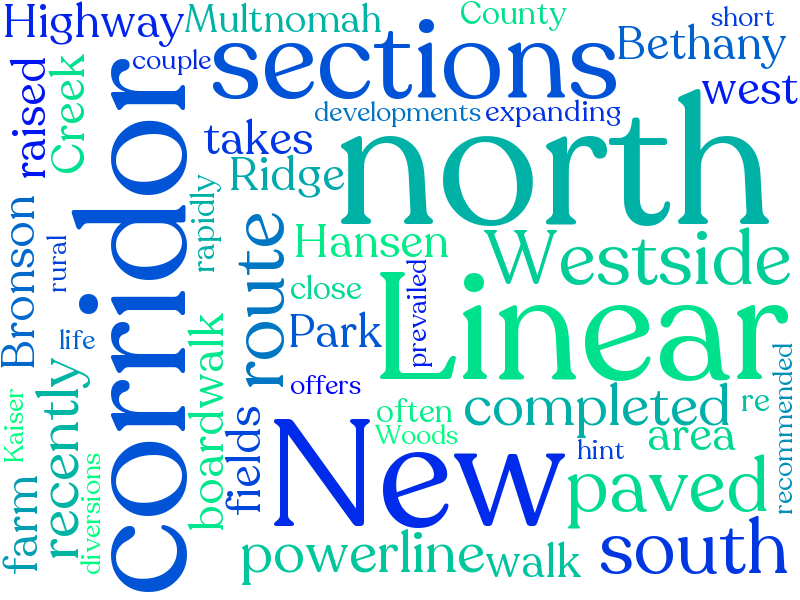 Highway
Multnomah
County
short
couple
sections
Bethany
raised
Creek
corridor
west
developments
expanding
takes
north
Ridge
rapidly
rural
Bronson
route
Hansen
Westside
close
prevailed
Linear
life
Park
boardwalk
offers
recently
Kaiser
often
completed
re
recommended
Woods
fields
New
hint
area
farm
diversions
paved
powerline
walk
south